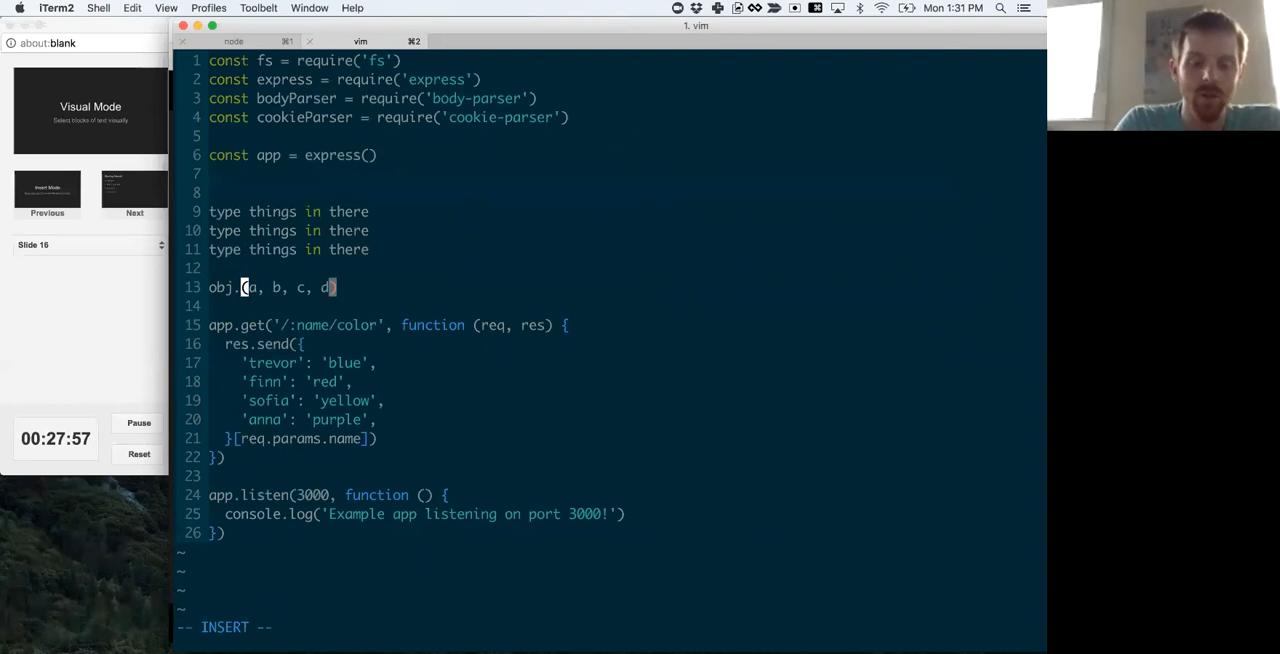 iTerm2 Shell Edit View Profiles Toolbelt Window Help Mon 1:31 PM
1. vim
node ⌘1 vim ⌘2
about:blank
Visual Mode
Select blocks of text visually
Insert Mode
Previous Next
Slide 16
Pause
00:27:57
Reset
1 const fs = require('fs')
2 const express = require('express')
3 const bodyParser = require('body-parser')
4 const cookieParser = require('cookie-parser')
5
6 const app = express()
7
8
9 type things in there
10 type things in there
11 type things in there
12
13 obj.(a, b, c, d)
14
15 app.get('/:name/color', function (req, res) {
16 res.send({
17 'trevor': 'blue',
18 'finn': 'red',
19 'sofia': 'yellow',
20 'anna': 'purple',
21 }[req.params.name])
22 })
23
24 app.listen(3000, function () {
25 console.log('Example app listening on port 3000!')
26 })
~
~
~
~
-- INSERT --